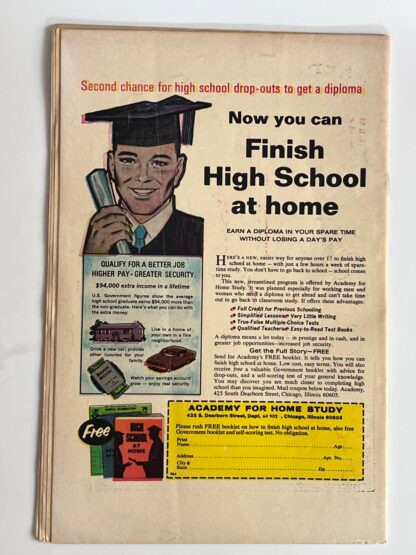 Second chance for high school drop-outs to get a diploma
Now you can
Finish
High School
at home
EARN A DIPLOMA IN YOUR SPARE TIME
WITHOUT LOSING A DAY'S PAY
HERE'S A NEW, easier way for anyone over 17 to finish high
school at home – with just a few hours a week of spare-
time study. You don't have to go back to school – school comes
to you.
This new, streamlined program is offered by Academy for
Home Study. It was planned especially for working men and
women who need a diploma to get ahead and can't take time
out to go back to classroom study. It offers these advantages:
Full Credit for Previous Schooling
Simplified Lessons Very Little Writing
True-False Multiple-Choice Tests
Qualified Teachers Easy-to-Read Text Books
A diploma means a lot today – in prestige and in cash, and in
greater job opportunities–increased job security.
Get the Full Story–FREE
Send for Academy's FREE booklet. It tells you how you can
finish high school at home. Low cost, easy terms. You will also
receive free a valuable Government booklet with advice for
drop-outs, and a self-scoring test of your general knowledge.
You may discover you are much closer to completing high
school than you imagined. Mail coupon below today. Academy,
425 South Dearborn Street, Chicago, Illinois 60605.
QUALIFY FOR A BETTER JOB
HIGHER PAY • GREATER SECURITY
$94,000 extra income in a lifetime
U.S. Government figures show the average
high school graduate earns $94,000 more than
the non-graduate. Here's what you can do with
the extra money:
Live in a home of
your own in a fine
neighborhood.
Drive a new car; provide
other luxuries for your
family.
Watch your savings account
grow – enjoy real security
Free
HIGH
SCHOOL
AT
HOME
ACADEMY FOR HOME STUDY
425 S. Dearborn Street, Dept. 64 902, Chicago, Illinois 60605
Please rush FREE booklet on how to finish high school at home, also free
Government booklet and self-scoring test. No obligation.
Print
Name Age
Address Apt. No.
City &
State Zip